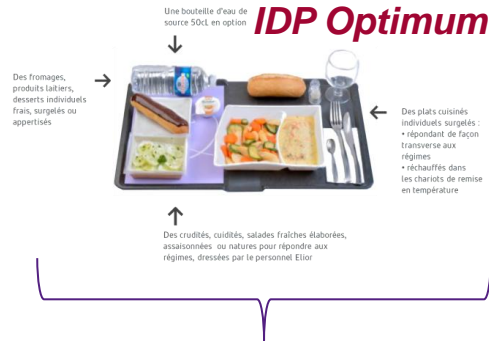 Une bouteille d'eau de
source 50cL en option
IDP Optimum
Des fromages,
produits laitiers,
desserts individuels
frais, surgelés ou
appertisés
Des plats cuisinés
individuels surgelés :
• répondant de façon
transverse aux
régimes
• réchauffés dans
les chariots de remise
en température
Des crudités, cuidités, salades fraîches élaborées,
assaisonnées ou natures pour répondre aux
régimes, dressées par le personnel Elior